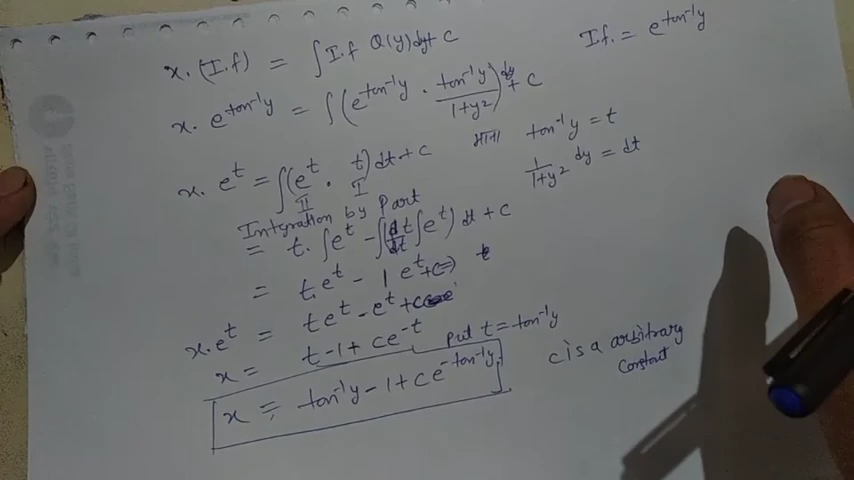 x. (I.f) = ∫I.f Q(y)dy+ C
I.f. = e^{tan⁻¹y}
x. e^{tan⁻¹y} = ∫(e^{tan⁻¹y} . tan⁻¹y/(1+y²))dy + C
x. e^t = ∫(e^t . t)dt + C
II I
माना tan⁻¹y = t
1/(1+y²) dy = dt
Integration by Part
= t. ∫e^t - ∫(dt/dt ∫e^t) dt + C
= t.e^t - 1 e^t + C
x.e^t = te^t - e^t + C
x = t-1+ ce^{-t}
put t = tan⁻¹y
x = tan⁻¹y - 1 + C e^{-tan⁻¹y}.
C is a arbitrary
constant